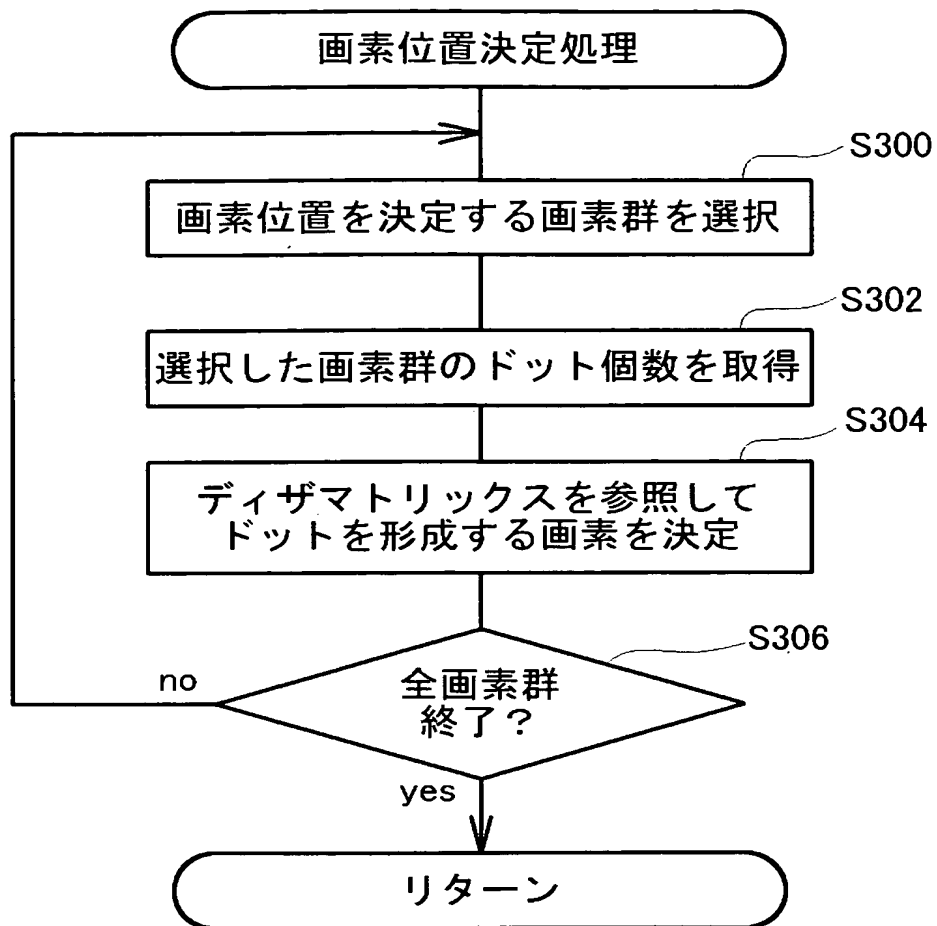 画素位置決定処理
S300
画素位置を決定する画素群を選択
S302
選択した画素群のドット個数を取得
S304
ディザマトリックスを参照して
ドットを形成する画素を決定
S306
全画素群
終了？
no
yes
リターン